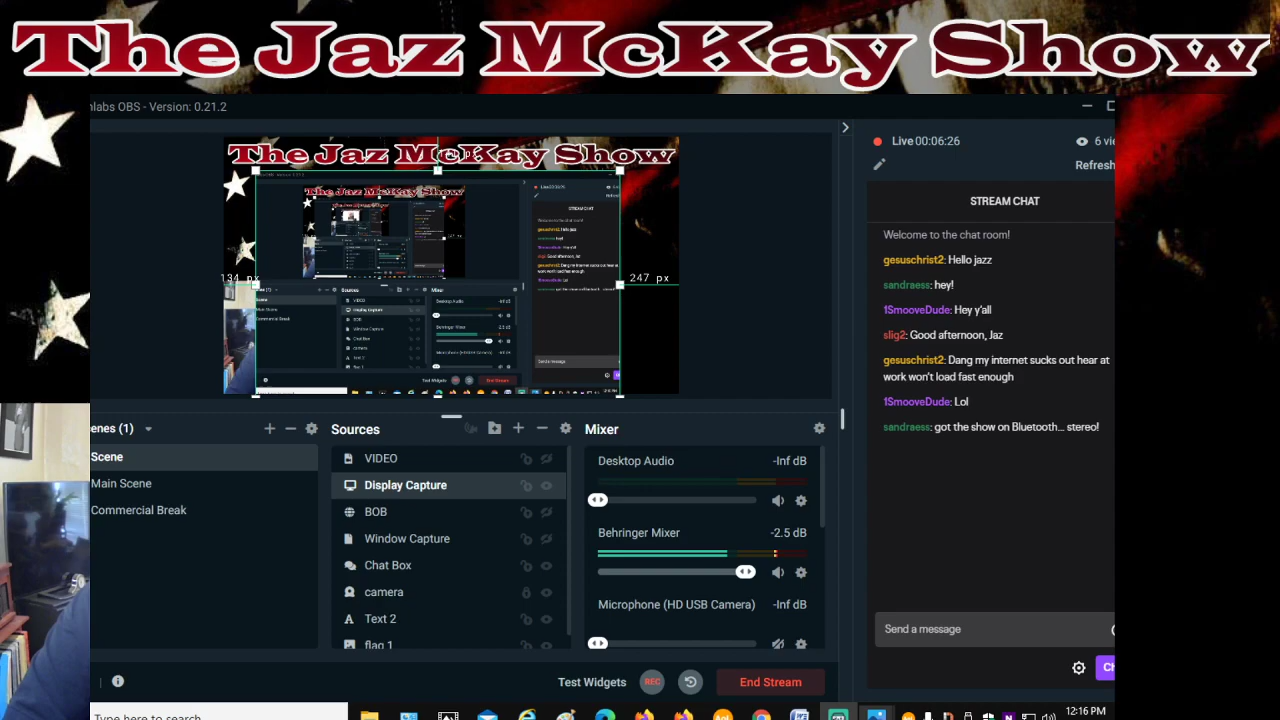 The Jaz McKay Show
nlabs OBS - Version: 0.21.2
Live 00:06:26
6 vie
Refresh
The Jaz McKay Show
134 px
247 px
STREAM CHAT
Welcome to the chat room!
gesuschrist2: Hello jazz
sandraess: hey!
1SmooveDude: Hey y'all
slig2: Good afternoon, Jaz
gesuschrist2: Dang my internet sucks out hear at
work won't load fast enough
1SmooveDude: Lol
sandraess: got the show on Bluetooth... stereo!
enes (1)
Scene
Main Scene
Commercial Break
Sources
VIDEO
Display Capture
BOB
Window Capture
Chat Box
camera
Text 2
flag 1
Mixer
Desktop Audio -Inf dB
Behringer Mixer -2.5 dB
Microphone (HD USB Camera) -Inf dB
Send a message
Ch
Test Widgets REC End Stream
Type here to search
12:16 PM